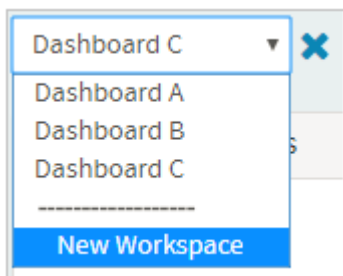 Dashboard C
Dashboard A
Dashboard B
Dashboard C
------------------
New Workspace